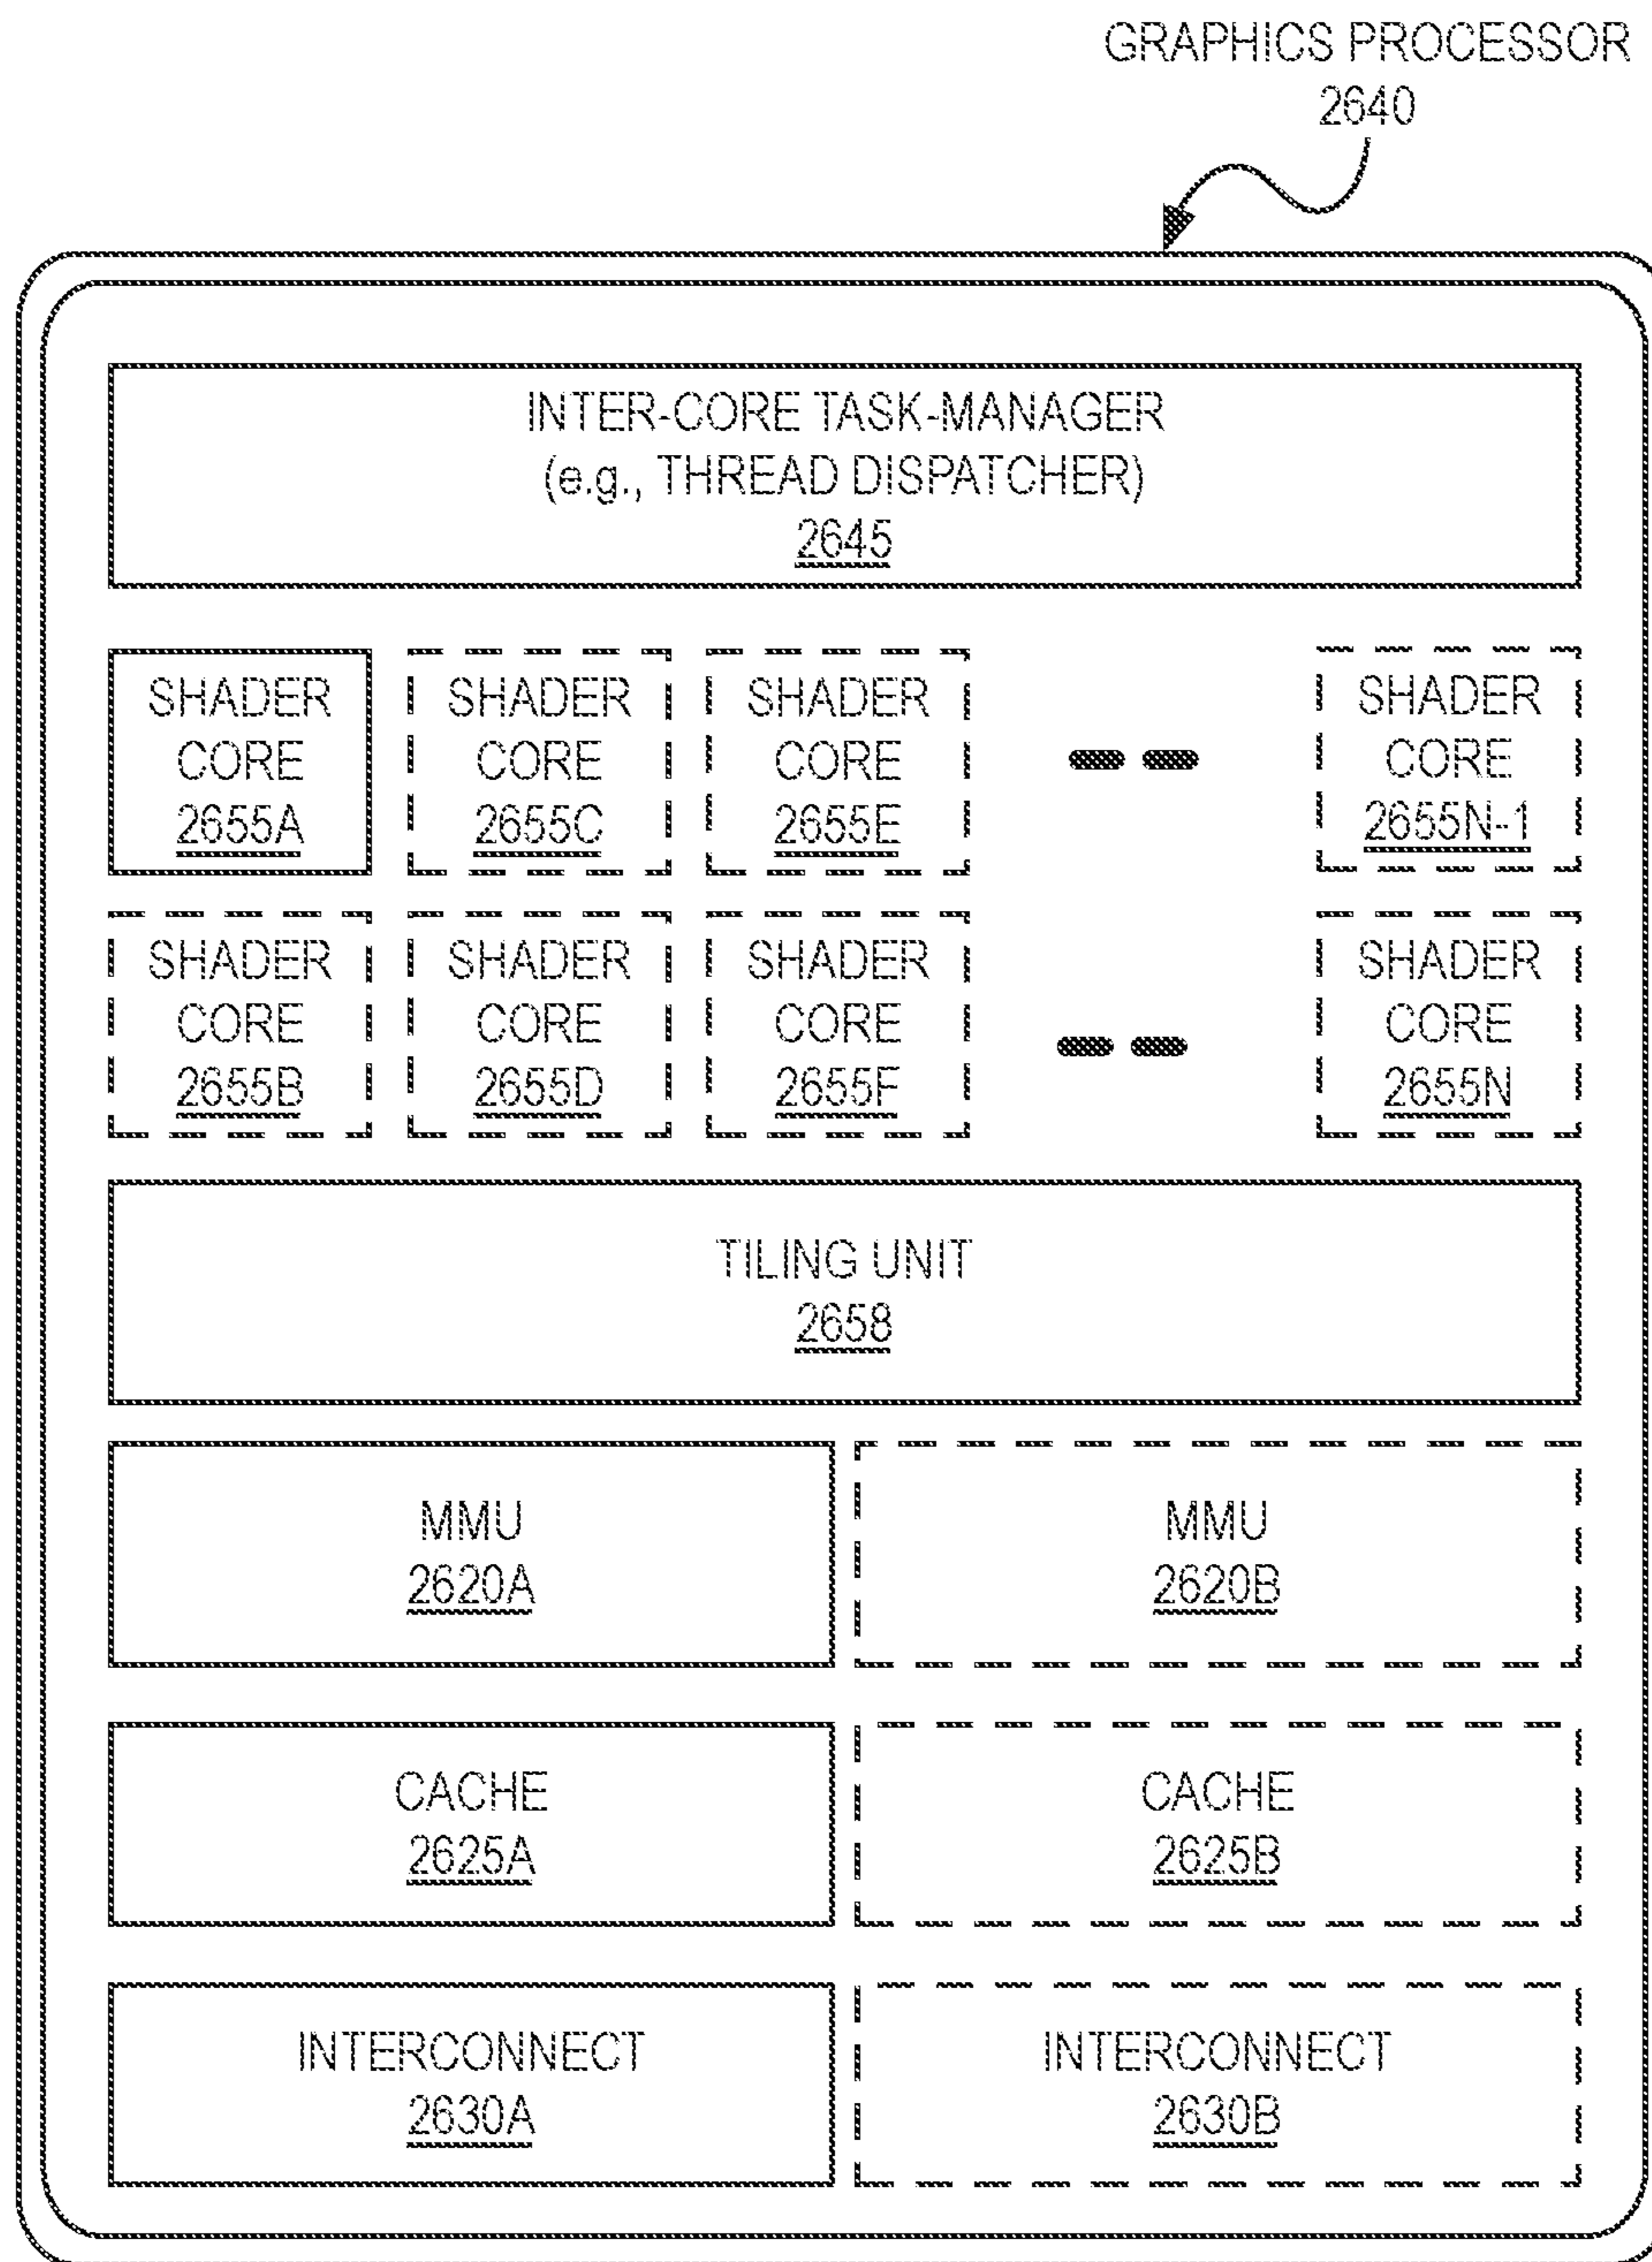 GRAPHICS PROCESSOR
2640
INTER-CORE TASK-MANAGER
(e.g., THREAD DISPATCHER)
2645
SHADER
CORE
2655A
SHADER
CORE
2655C
SHADER
CORE
2655E
SHADER
CORE
2655N-1
SHADER
CORE
2655B
SHADER
CORE
2655D
SHADER
CORE
2655F
SHADER
CORE
2655N
TILING UNIT
2658
MMU
2620A
MMU
2620B
CACHE
2625A
CACHE
2625B
INTERCONNECT
2630A
INTERCONNECT
2630B